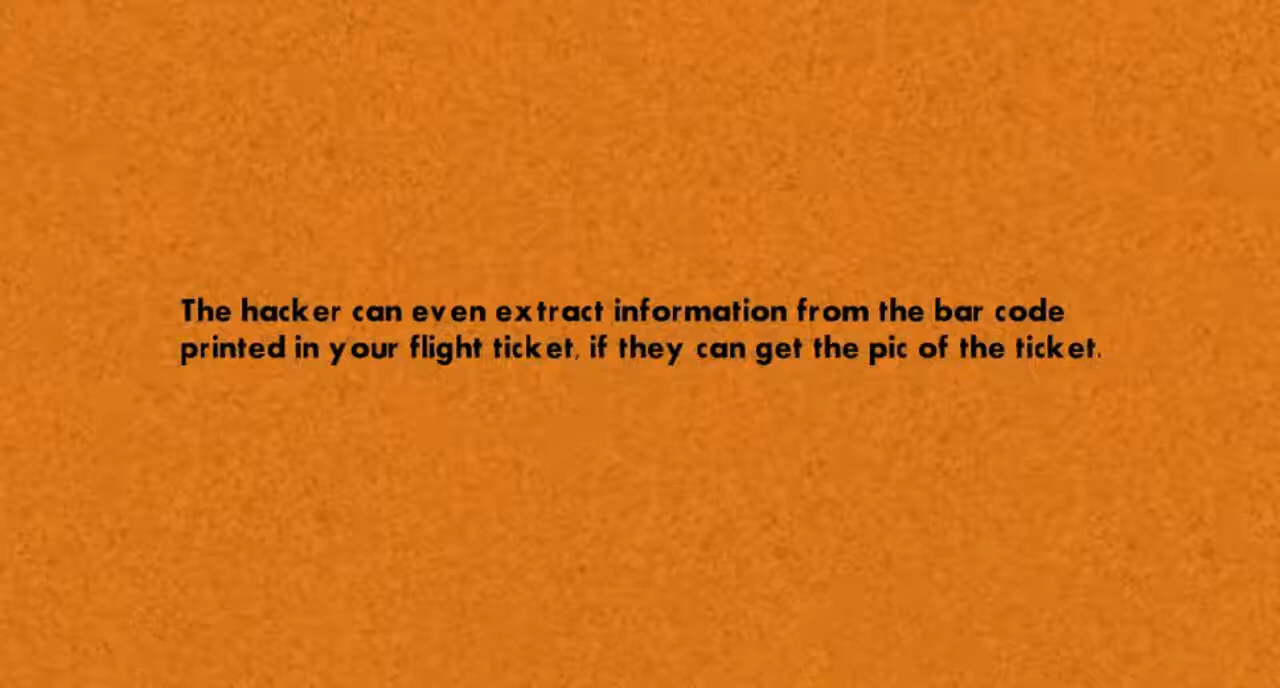 The hacker can even extract information from the bar code
printed in your flight ticket, if they can get the pic of the ticket.